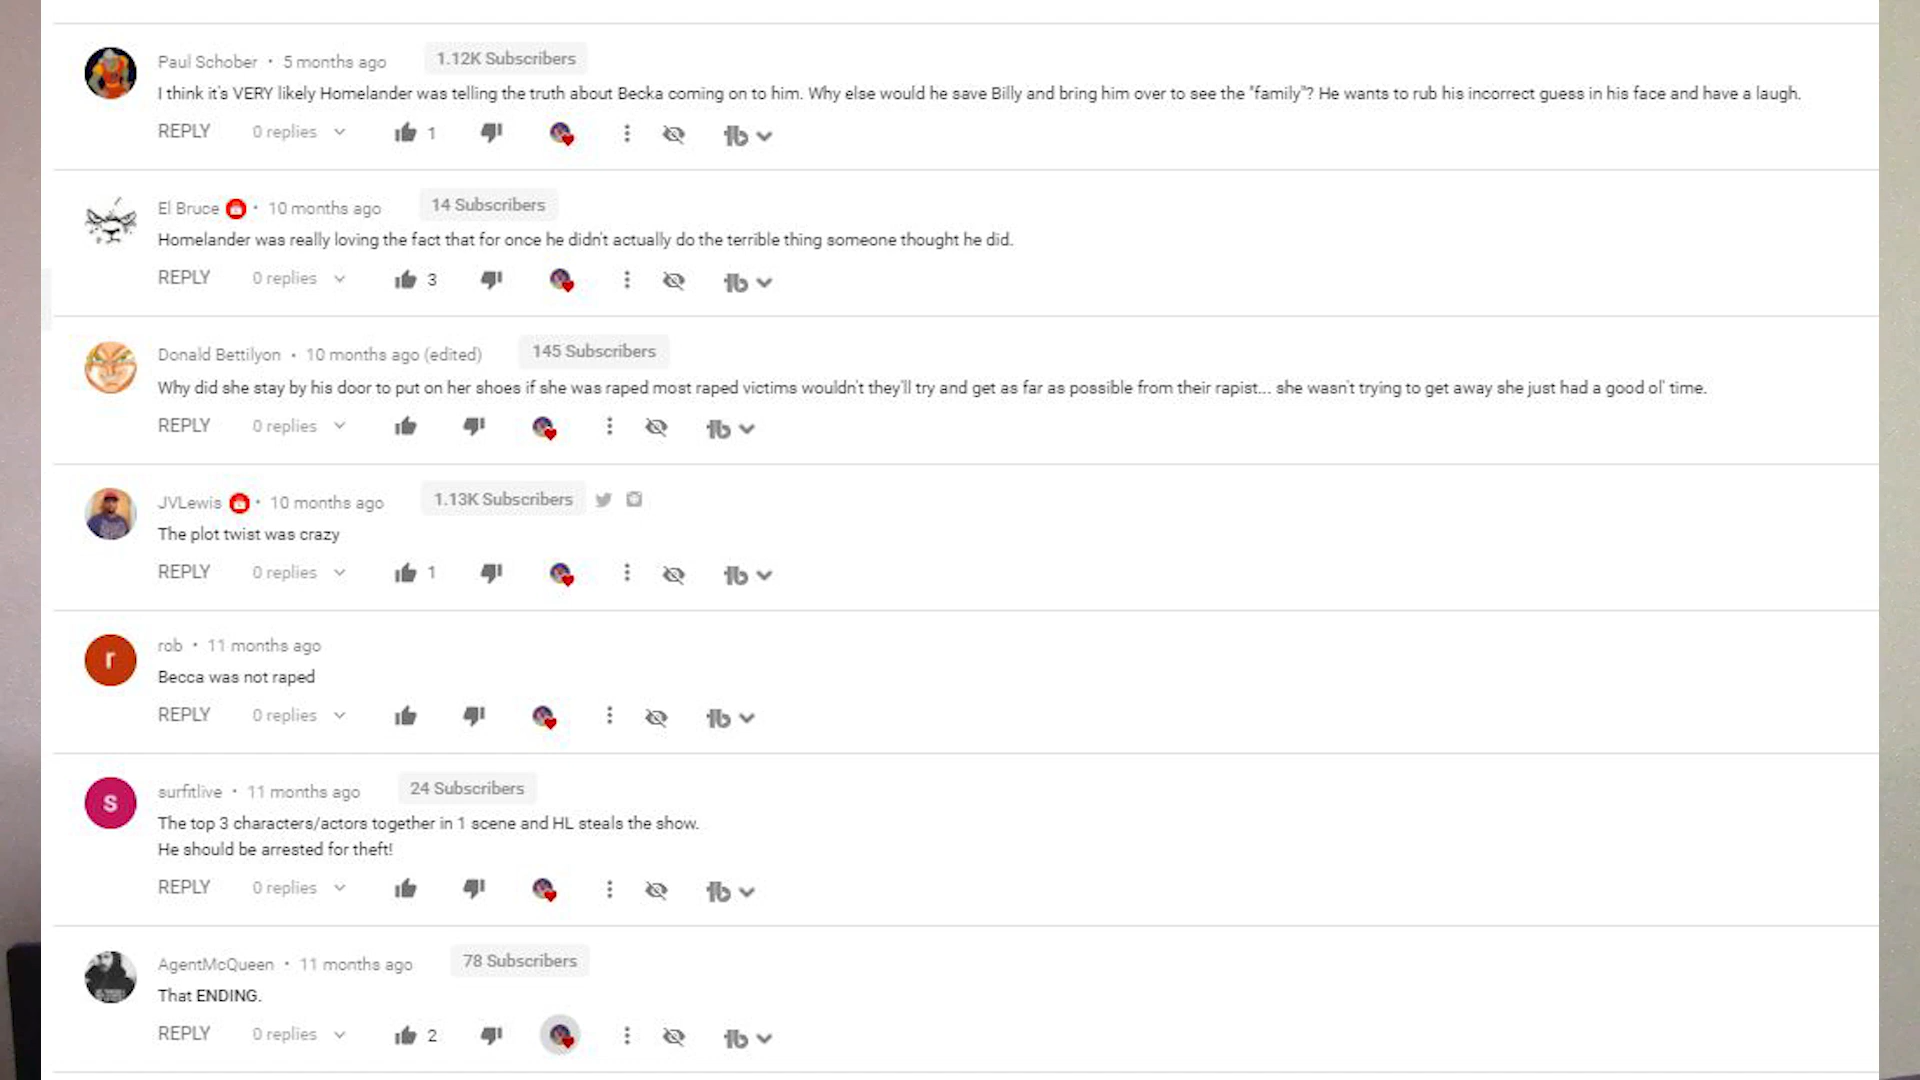 Paul Schober • 5 months ago 1.12K Subscribers
I think it's VERY likely Homelander was telling the truth about Becka coming on to him. Why else would he save Billy and bring him over to see the "family"? He wants to rub his incorrect guess in his face and have a laugh.
REPLY 0 replies 1
El Bruce • 10 months ago 14 Subscribers
Homelander was really loving the fact that for once he didn't actually do the terrible thing someone thought he did.
REPLY 0 replies 3
Donald Bettilyon • 10 months ago (edited) 145 Subscribers
Why did she stay by his door to put on her shoes if she was raped most raped victims wouldn't they'll try and get as far as possible from their rapist... she wasn't trying to get away she just had a good ol' time.
REPLY 0 replies
JVLewis • 10 months ago 1.13K Subscribers
The plot twist was crazy
REPLY 0 replies 1
r
rob • 11 months ago
Becca was not raped
REPLY 0 replies
s
surfitlive • 11 months ago 24 Subscribers
The top 3 characters/actors together in 1 scene and HL steals the show.
He should be arrested for theft!
REPLY 0 replies
AgentMcQueen • 11 months ago 78 Subscribers
That ENDING.
REPLY 0 replies 2